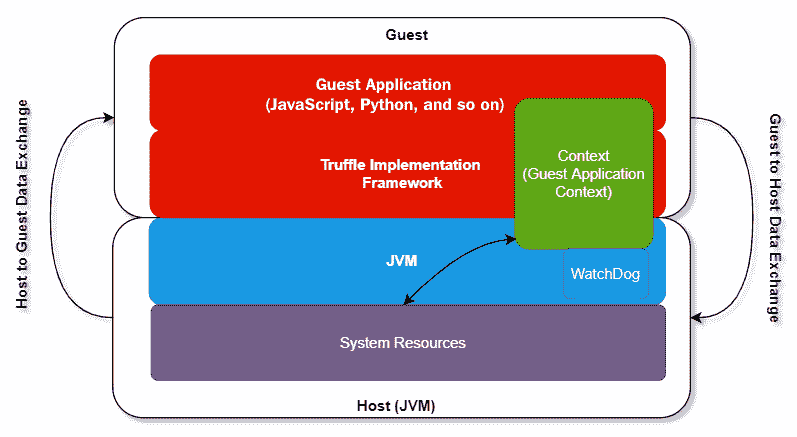 Guest
Guest Application
(JavaScript, Python, and so on)
Truffle Implementation
Framework
Context
(Guest Application
Context)
JVM
WatchDog
System Resources
Host (JVM)
Host to Guest Data Exchange
Guest to Host Data Exchange